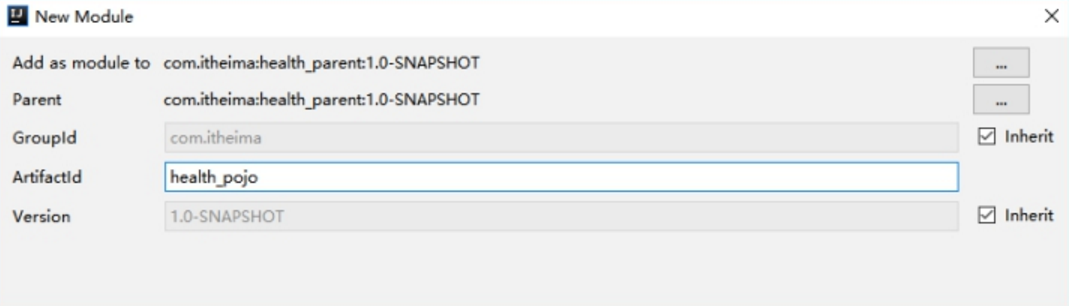 New Module
Add as module to com.itheima:health_parent:1.0-SNAPSHOT ...
Parent com.itheima:health_parent:1.0-SNAPSHOT ...
GroupId com.itheima Inherit
ArtifactId health_pojo
Version 1.0-SNAPSHOT Inherit